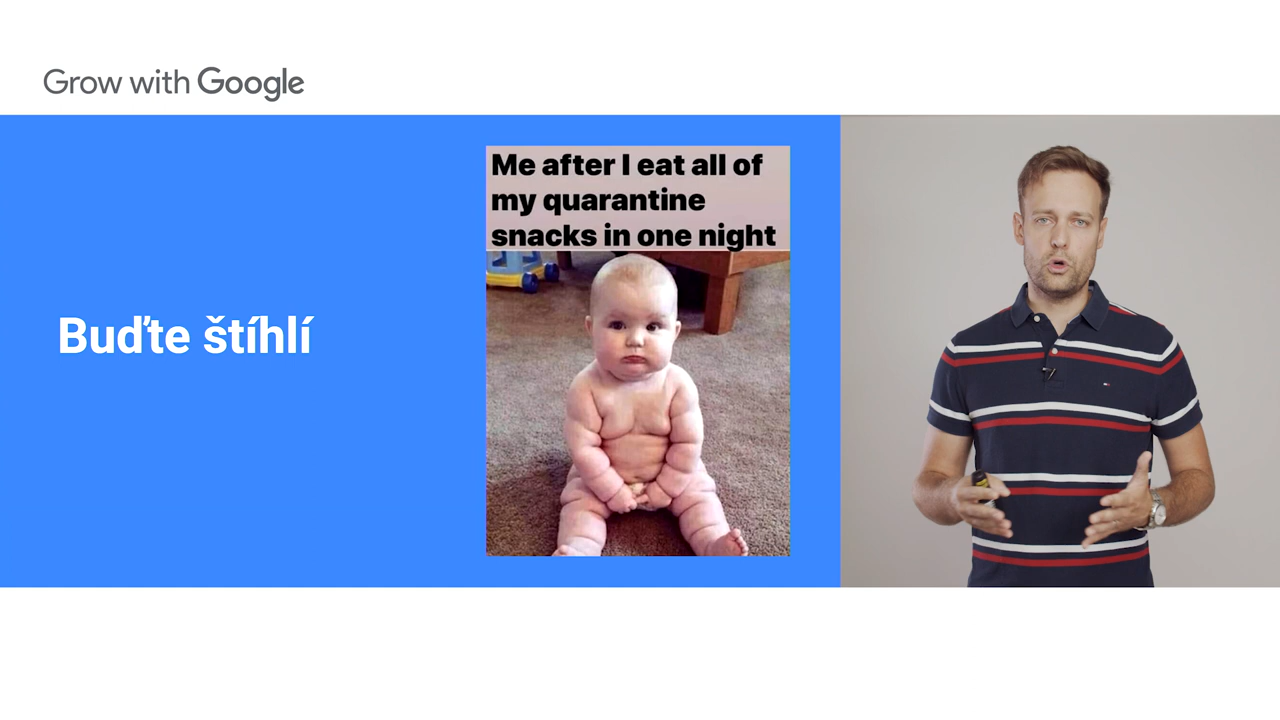 Grow with Google
Me after I eat all of
my quarantine
snacks in one night
Buďte štíhlí